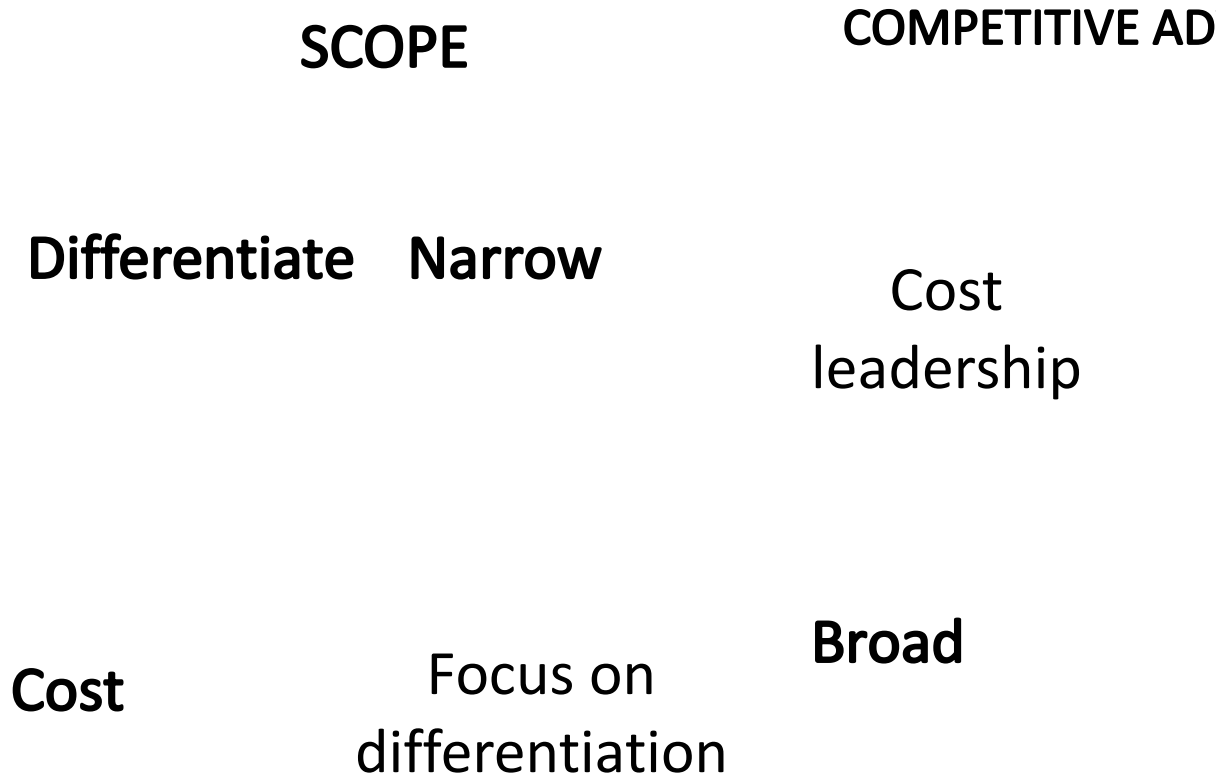 SCOPE
COMPETITIVE AD
Differentiate
Narrow
Cost
leadership
Broad
Cost
Focus on
differentiation